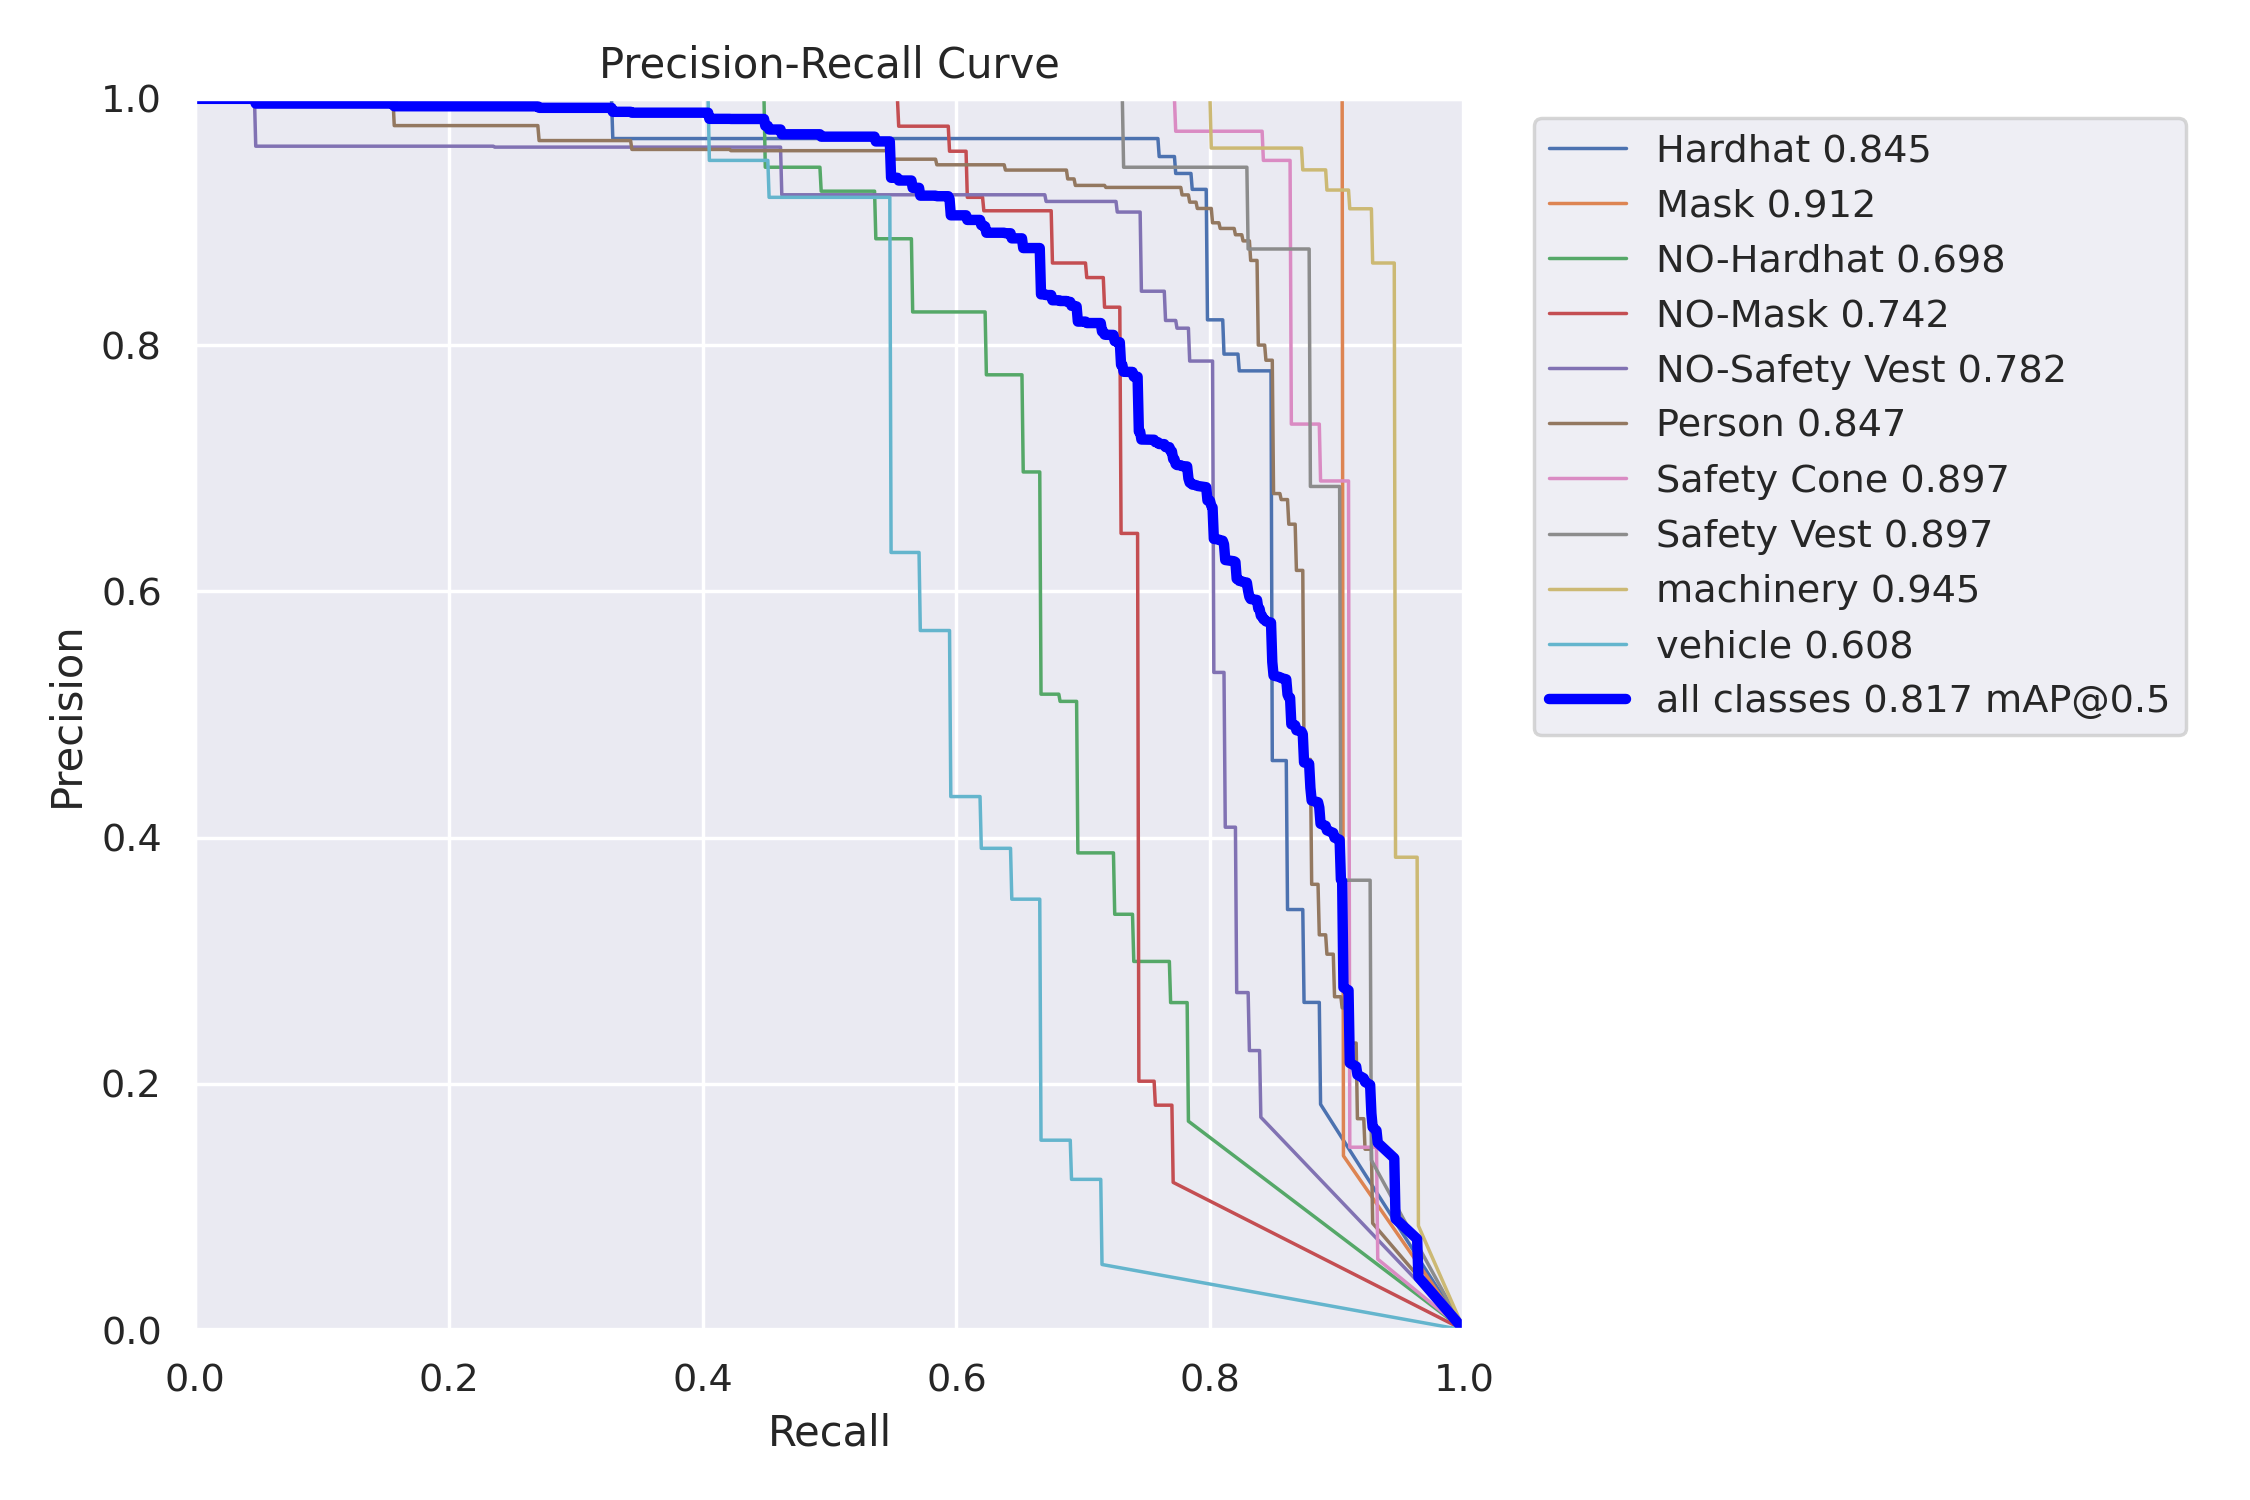 Precision-Recall Curve
1.0
0.8
0.6
0.4
0.2
0.0
Precision
0.0 0.2 0.4 0.6 0.8 1.0
Recall
Hardhat 0.845
Mask 0.912
NO-Hardhat 0.698
NO-Mask 0.742
NO-Safety Vest 0.782
Person 0.847
Safety Cone 0.897
Safety Vest 0.897
machinery 0.945
vehicle 0.608
all classes 0.817 mAP@0.5